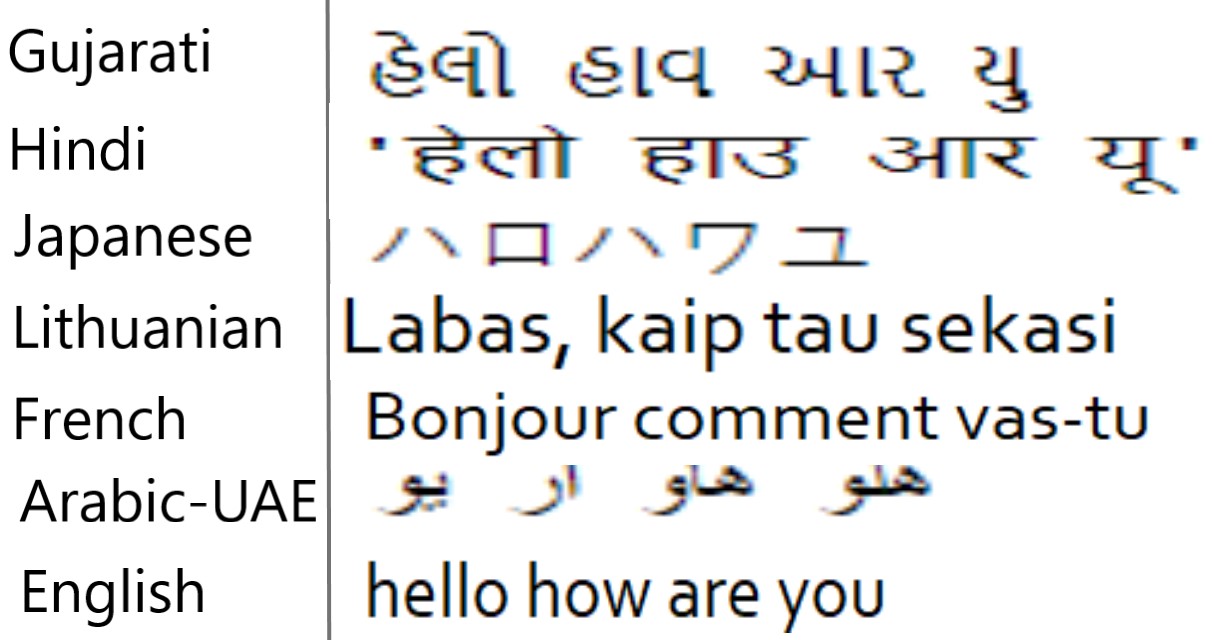 Gujarati હેલો હાવ આર યુ
Hindi ॱहेलो हाउ आर यूॱ
Japanese ハロハワユ
Lithuanian Labas, kaip tau sekasi
French Bonjour comment vas-tu
Arabic-UAE هلو هاو ار يو
English hello how are you